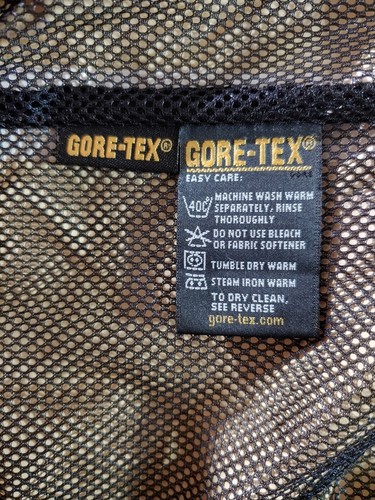 GORE-TEX®
GORE-TEX®
EASY CARE:
40c MACHINE WASH WARM
SEPARATELY, RINSE
THOROUGHLY
DO NOT USE BLEACH
OR FABRIC SOFTENER
TUMBLE DRY WARM
STEAM IRON WARM
TO DRY CLEAN,
SEE REVERSE
gore-tex.com